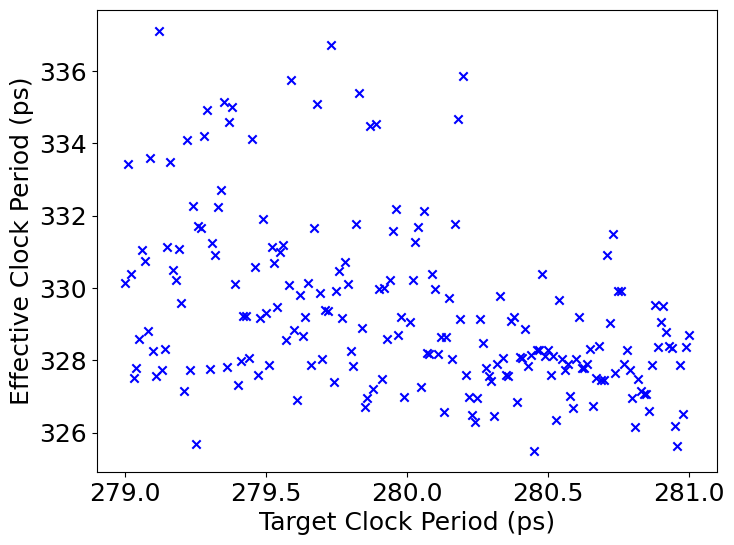 Effective Clock Period (ps)
336
334
332
330
328
326
279.0 279.5 280.0 280.5 281.0
Target Clock Period (ps)